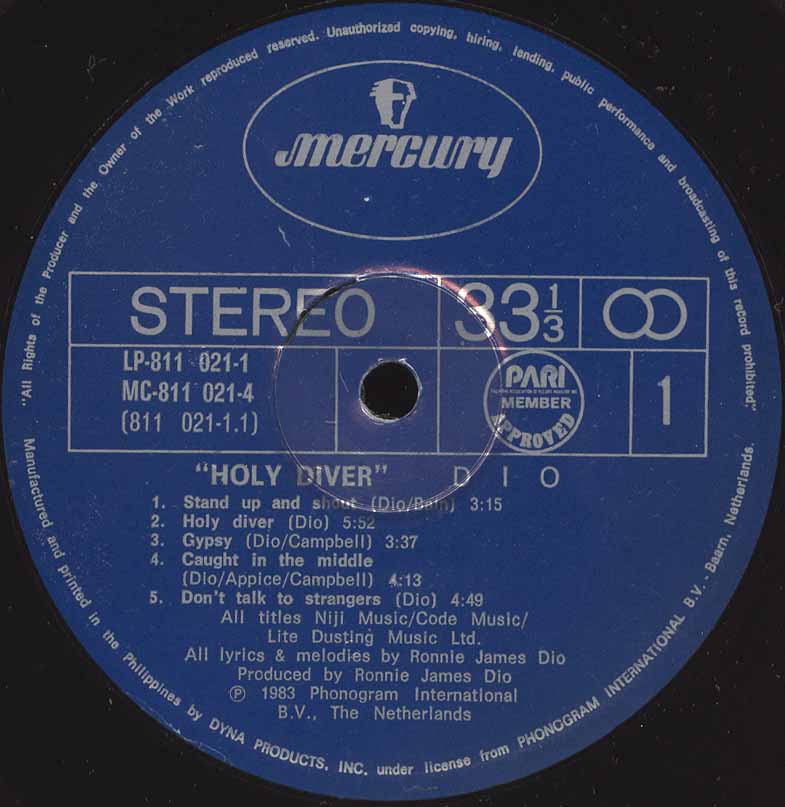 "All Rights of the Producer and the Owner of the Work reproduced reserved. Unauthorized copying, hiring, lending, public performance and broadcasting of this record prohibited"
mercury
STEREO 33 1/3
LP-811 021-1
MC-811 021-4
(811 021-1.1)
PARI
MEMBER
APPROVED
1
"HOLY DIVER" DIO
1. Stand up and shout (Dio/Bain) 3:15
2. Holy diver (Dio) 5:52
3. Gypsy (Dio/Campbell) 3:37
4. Caught in the middle
(Dio/Appice/Campbell) 4:13
5. Don't talk to strangers (Dio) 4:49
All titles Niji Music/Code Music/
Lite Dusting Music Ltd.
All lyrics & melodies by Ronnie James Dio
Produced by Ronnie James Dio
℗ 1983 Phonogram International
B.V., The Netherlands
Manufactured and printed in the Philippines by DYNA PRODUCTS, INC. under license from PHONOGRAM INTERNATIONAL B.V. - Baarn, Netherlands.